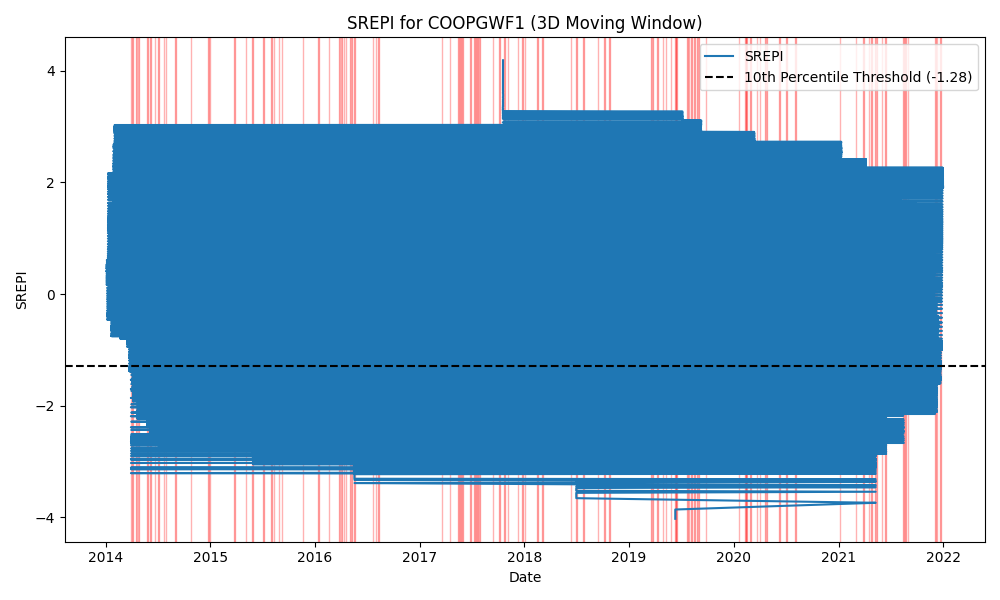 SREPI for COOPGWF1 (3D Moving Window)
SREPI
10th Percentile Threshold (-1.28)
4
2
0
−2
−4
SREPI
2014 2015 2016 2017 2018 2019 2020 2021 2022
Date